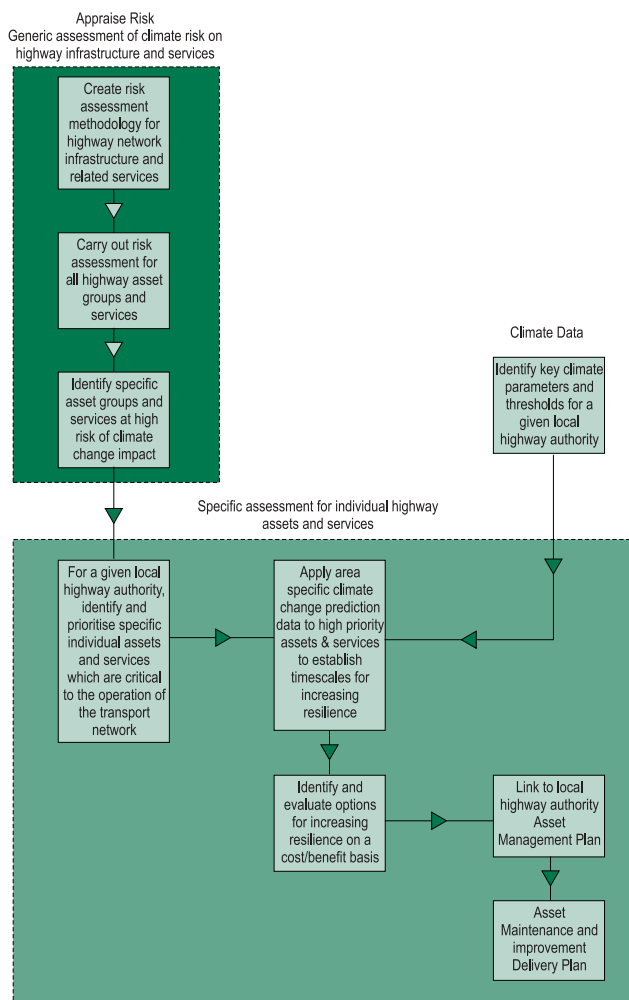 Appraise Risk
Generic assessment of climate risk on
highway infrastructure and services
Create risk
assessment
methodology for
highway network
infrastructure and
related services
Carry out risk
assessment for
all highway asset
groups and
services
Identify specific
asset groups and
services at high
risk of climate
change impact
Climate Data
Identify key climate
parameters and
thresholds for a
given local
highway authority
Specific assessment for individual highway
assets and services
For a given local
highway authority,
identify and
prioritise specific
individual assets
and services
which are critical
to the operation of
the transport
network
Apply area
specific climate
change prediction
data to high priority
assets & services
to establish
timescales for
increasing
resilience
Identify and
evaluate options
for increasing
resilience on a
cost/benefit basis
Link to local
highway authority
Asset
Management Plan
Asset
Maintenance and
improvement
Delivery Plan